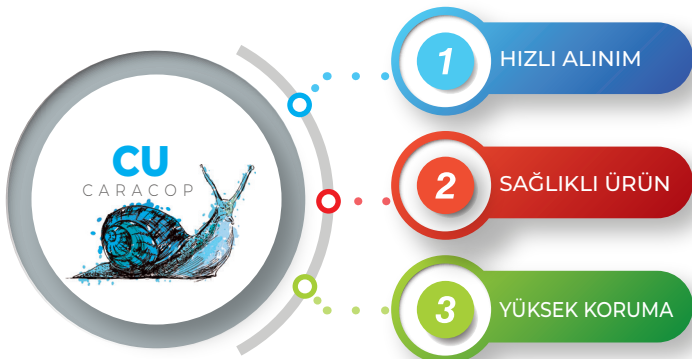 CU
CARACOP
1
HIZLI ALINIM
2
SAĞLIKLI ÜRÜN
3
YÜKSEK KORUMA